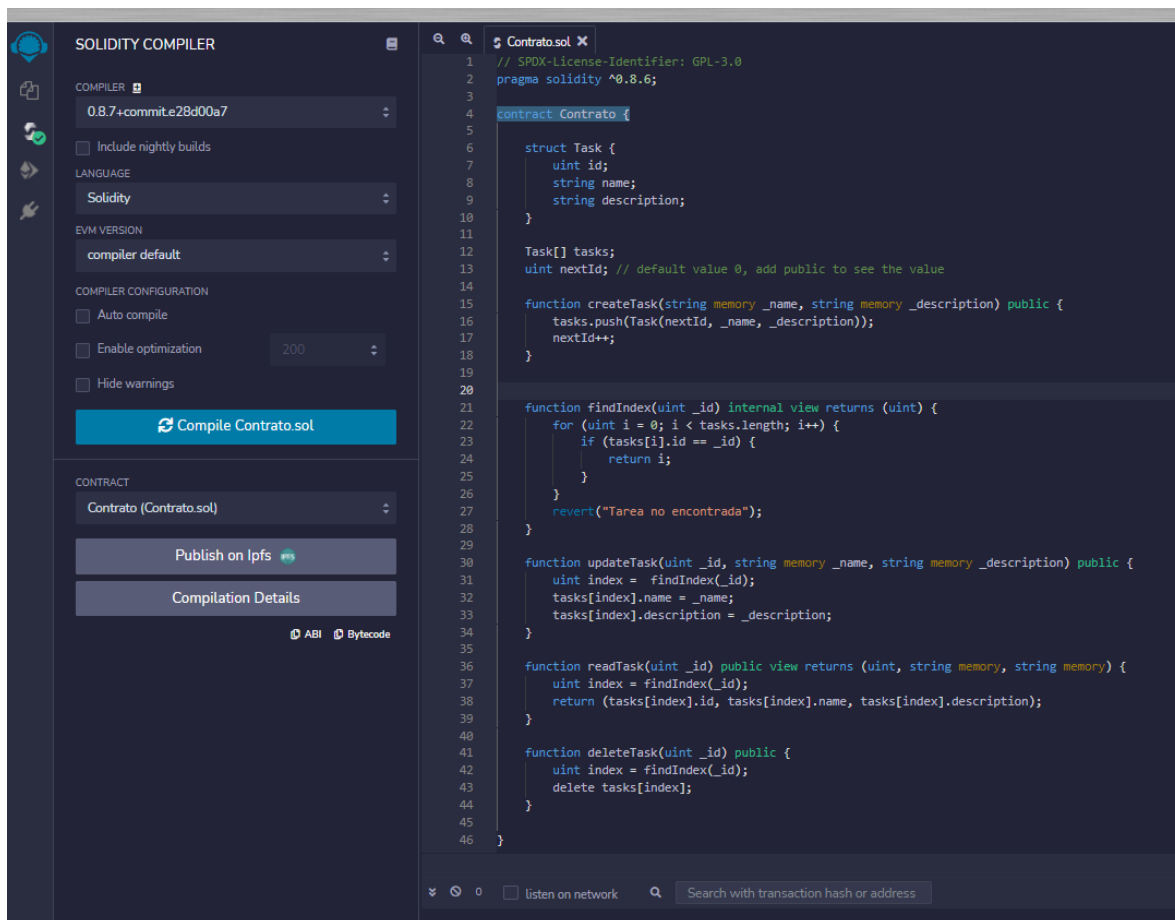 SOLIDITY COMPILER
COMPILER
0.8.7+commit.e28d00a7
Include nightly builds
LANGUAGE
Solidity
EVM VERSION
compiler default
COMPILER CONFIGURATION
Auto compile
Enable optimization 200
Hide warnings
Compile Contrato.sol
CONTRACT
Contrato (Contrato.sol)
Publish on Ipfs IPFS
Compilation Details
ABI Bytecode
Contrato.sol
1 // SPDX-License-Identifier: GPL-3.0
2 pragma solidity ^0.8.6;
3
4 contract Contrato {
5
6 struct Task {
7 uint id;
8 string name;
9 string description;
10 }
11
12 Task[] tasks;
13 uint nextId; // default value 0, add public to see the value
14
15 function createTask(string memory _name, string memory _description) public {
16 tasks.push(Task(nextId, _name, _description));
17 nextId++;
18 }
19
20
21 function findIndex(uint _id) internal view returns (uint) {
22 for (uint i = 0; i < tasks.length; i++) {
23 if (tasks[i].id == _id) {
24 return i;
25 }
26 }
27 revert("Tarea no encontrada");
28 }
29
30 function updateTask(uint _id, string memory _name, string memory _description) public {
31 uint index =  findIndex(_id);
32 tasks[index].name = _name;
33 tasks[index].description = _description;
34 }
35
36 function readTask(uint _id) public view returns (uint, string memory, string memory) {
37 uint index = findIndex(_id);
38 return (tasks[index].id, tasks[index].name, tasks[index].description);
39 }
40
41 function deleteTask(uint _id) public {
42 uint index = findIndex(_id);
43 delete tasks[index];
44 }
45
46 }
0 listen on network Search with transaction hash or address